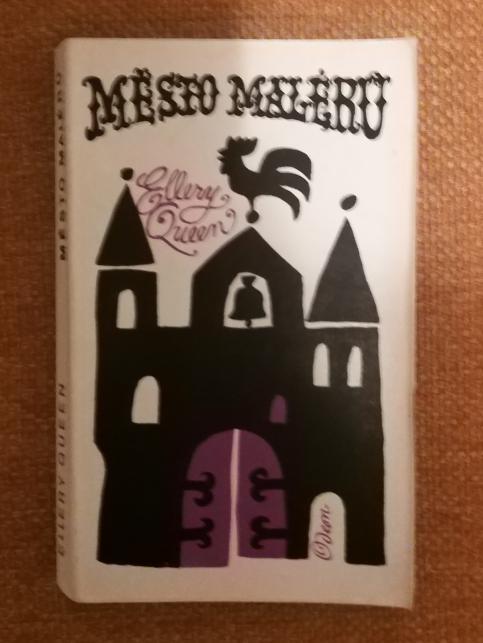 MĚSTO MALÉRŮ
Ellery
Queen
MĚSTO MALÉRŮ
ELLERY QUEEN
Odeon